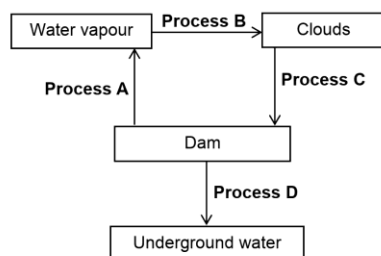 Water vapour
Process B
Clouds
Process A
Process C
Dam
Process D
Underground water